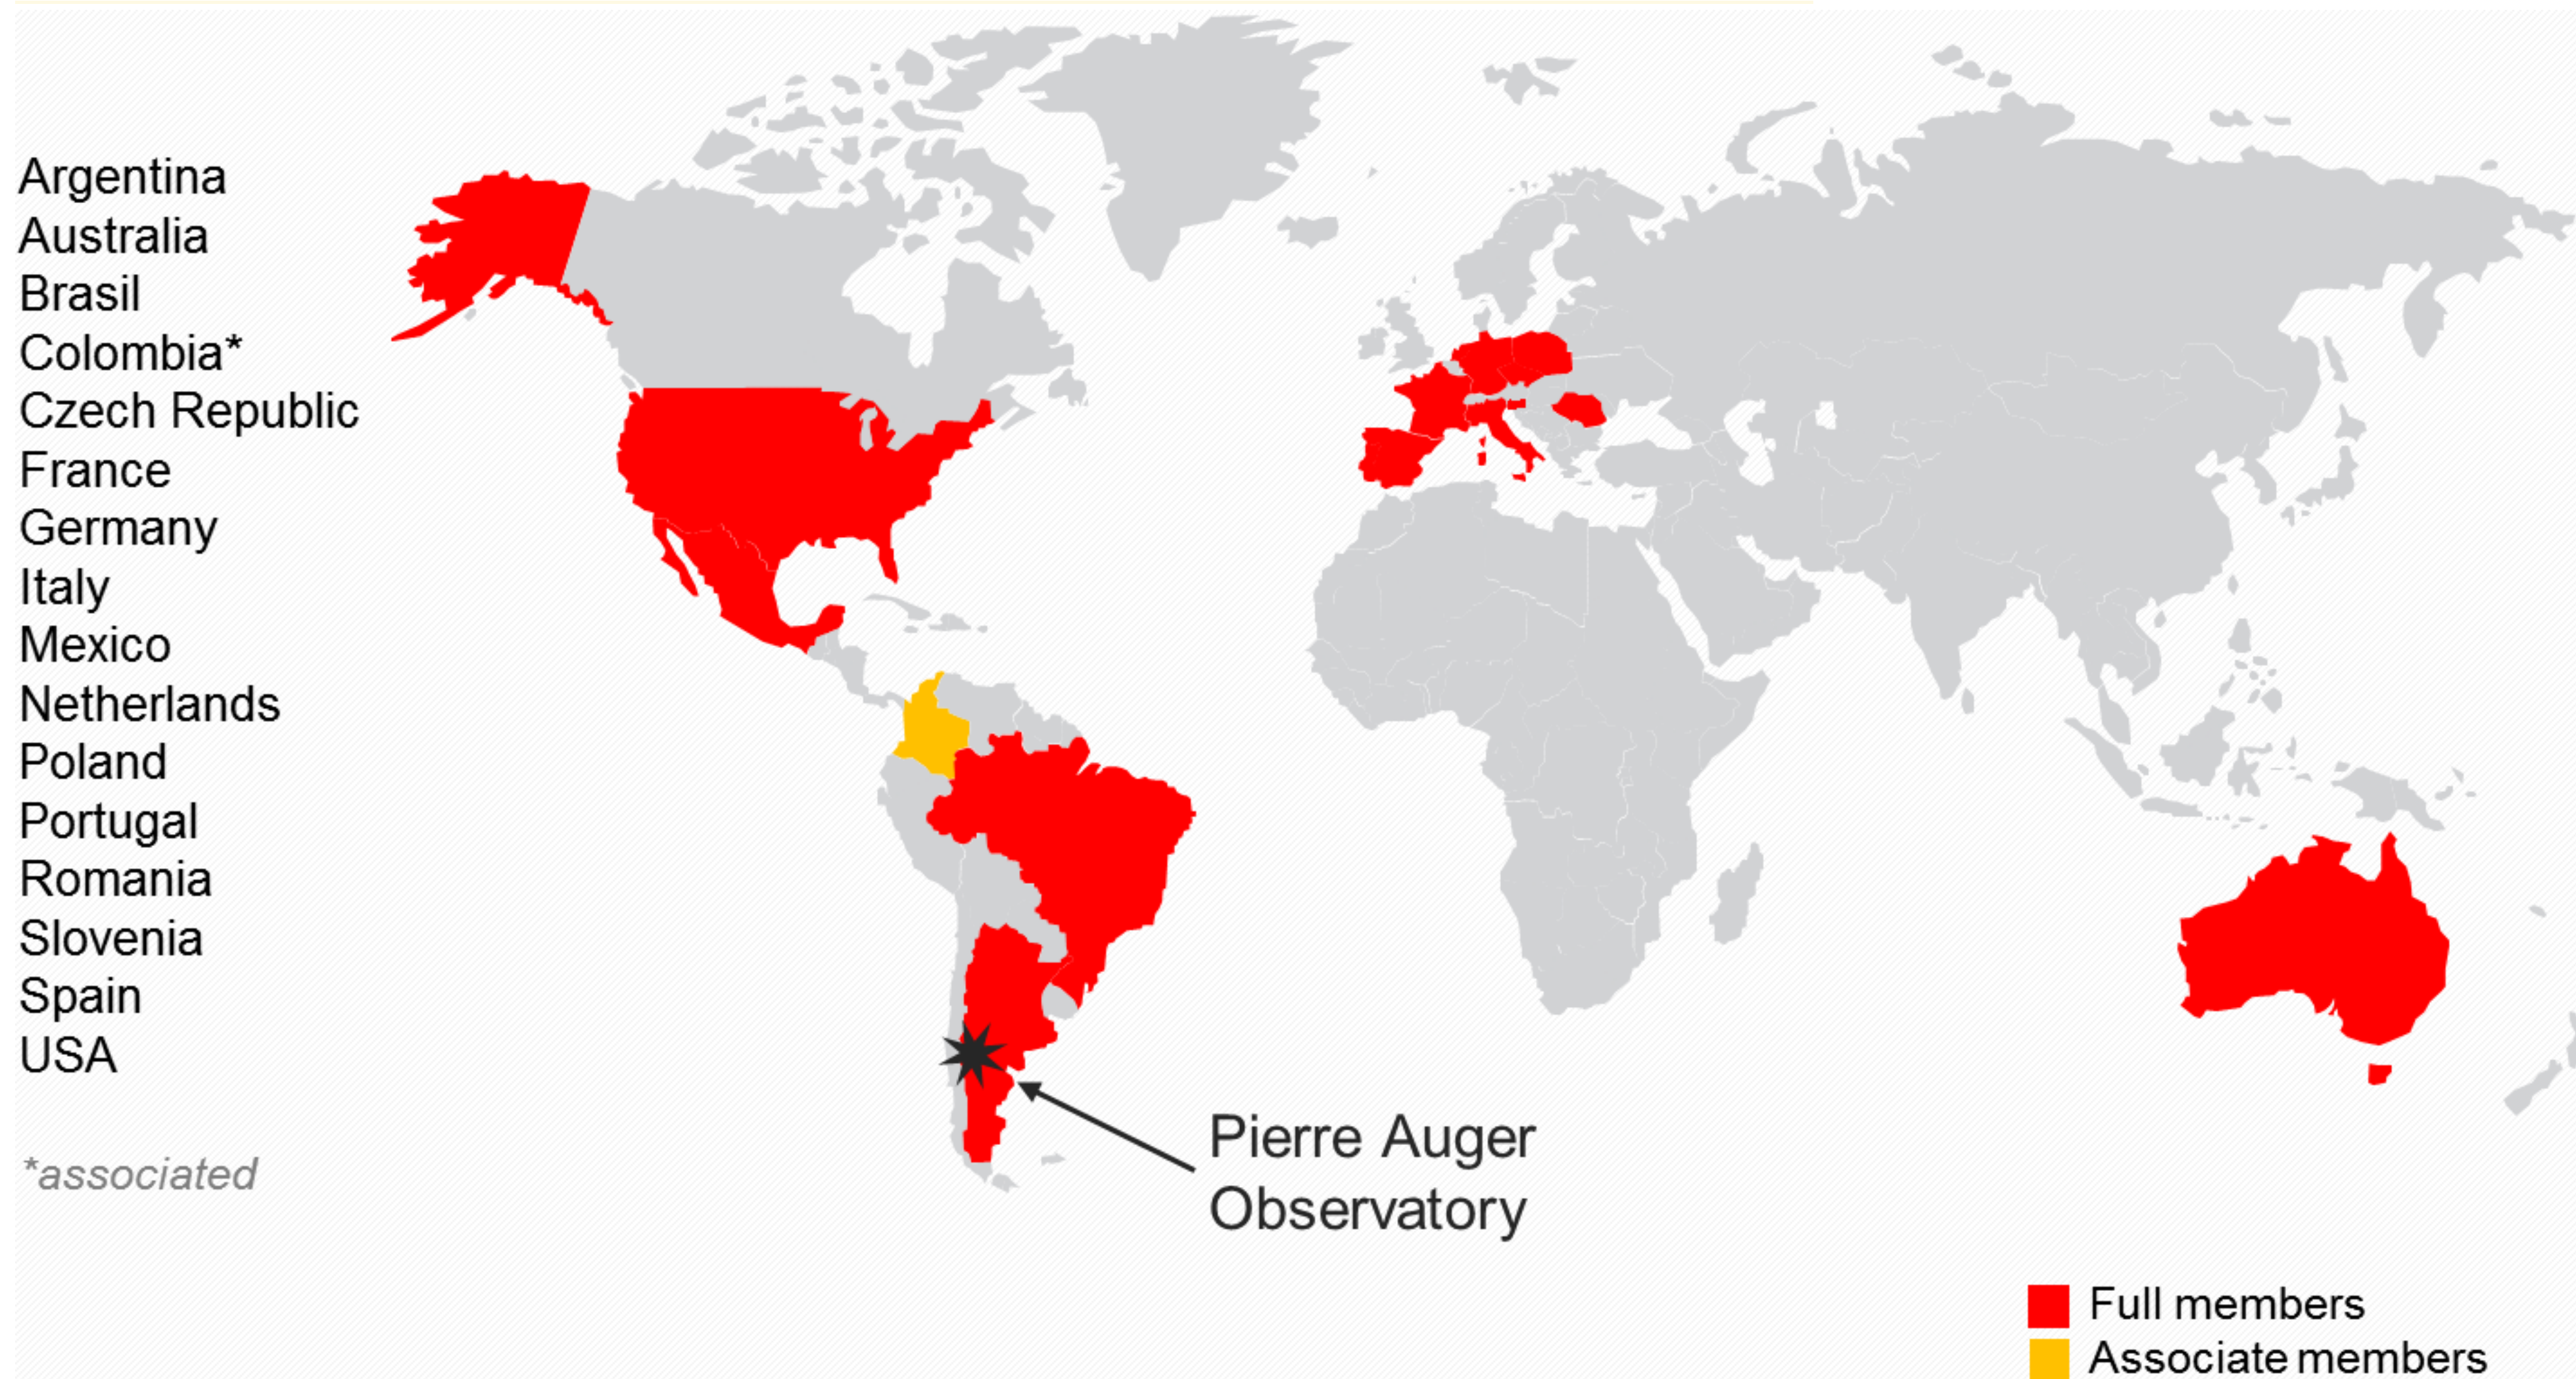 Argentina
Australia
Brasil
Colombia*
Czech Republic
France
Germany
Italy
Mexico
Netherlands
Poland
Portugal
Romania
Slovenia
Spain
USA
*associated
Pierre Auger
Observatory
Full members
Associate members